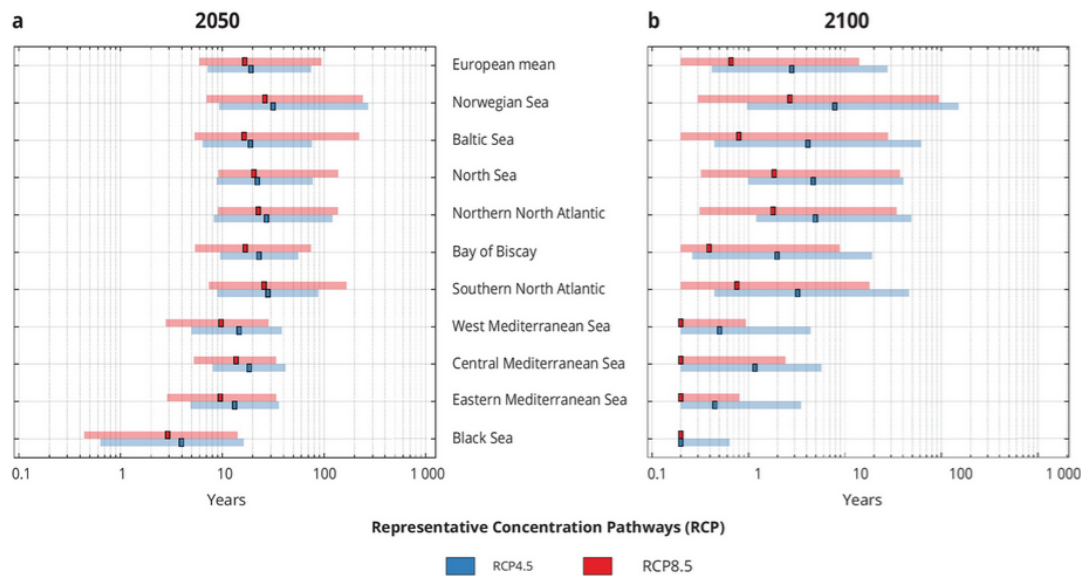 a 2050 b 2100
European mean
Norwegian Sea
Baltic Sea
North Sea
Northern North Atlantic
Bay of Biscay
Southern North Atlantic
West Mediterranean Sea
Central Mediterranean Sea
Eastern Mediterranean Sea
Black Sea
0.1 1 10 100 1 000 0.1 1 10 100 1 000
Years Years
Representative Concentration Pathways (RCP)
RCP4.5 RCP8.5